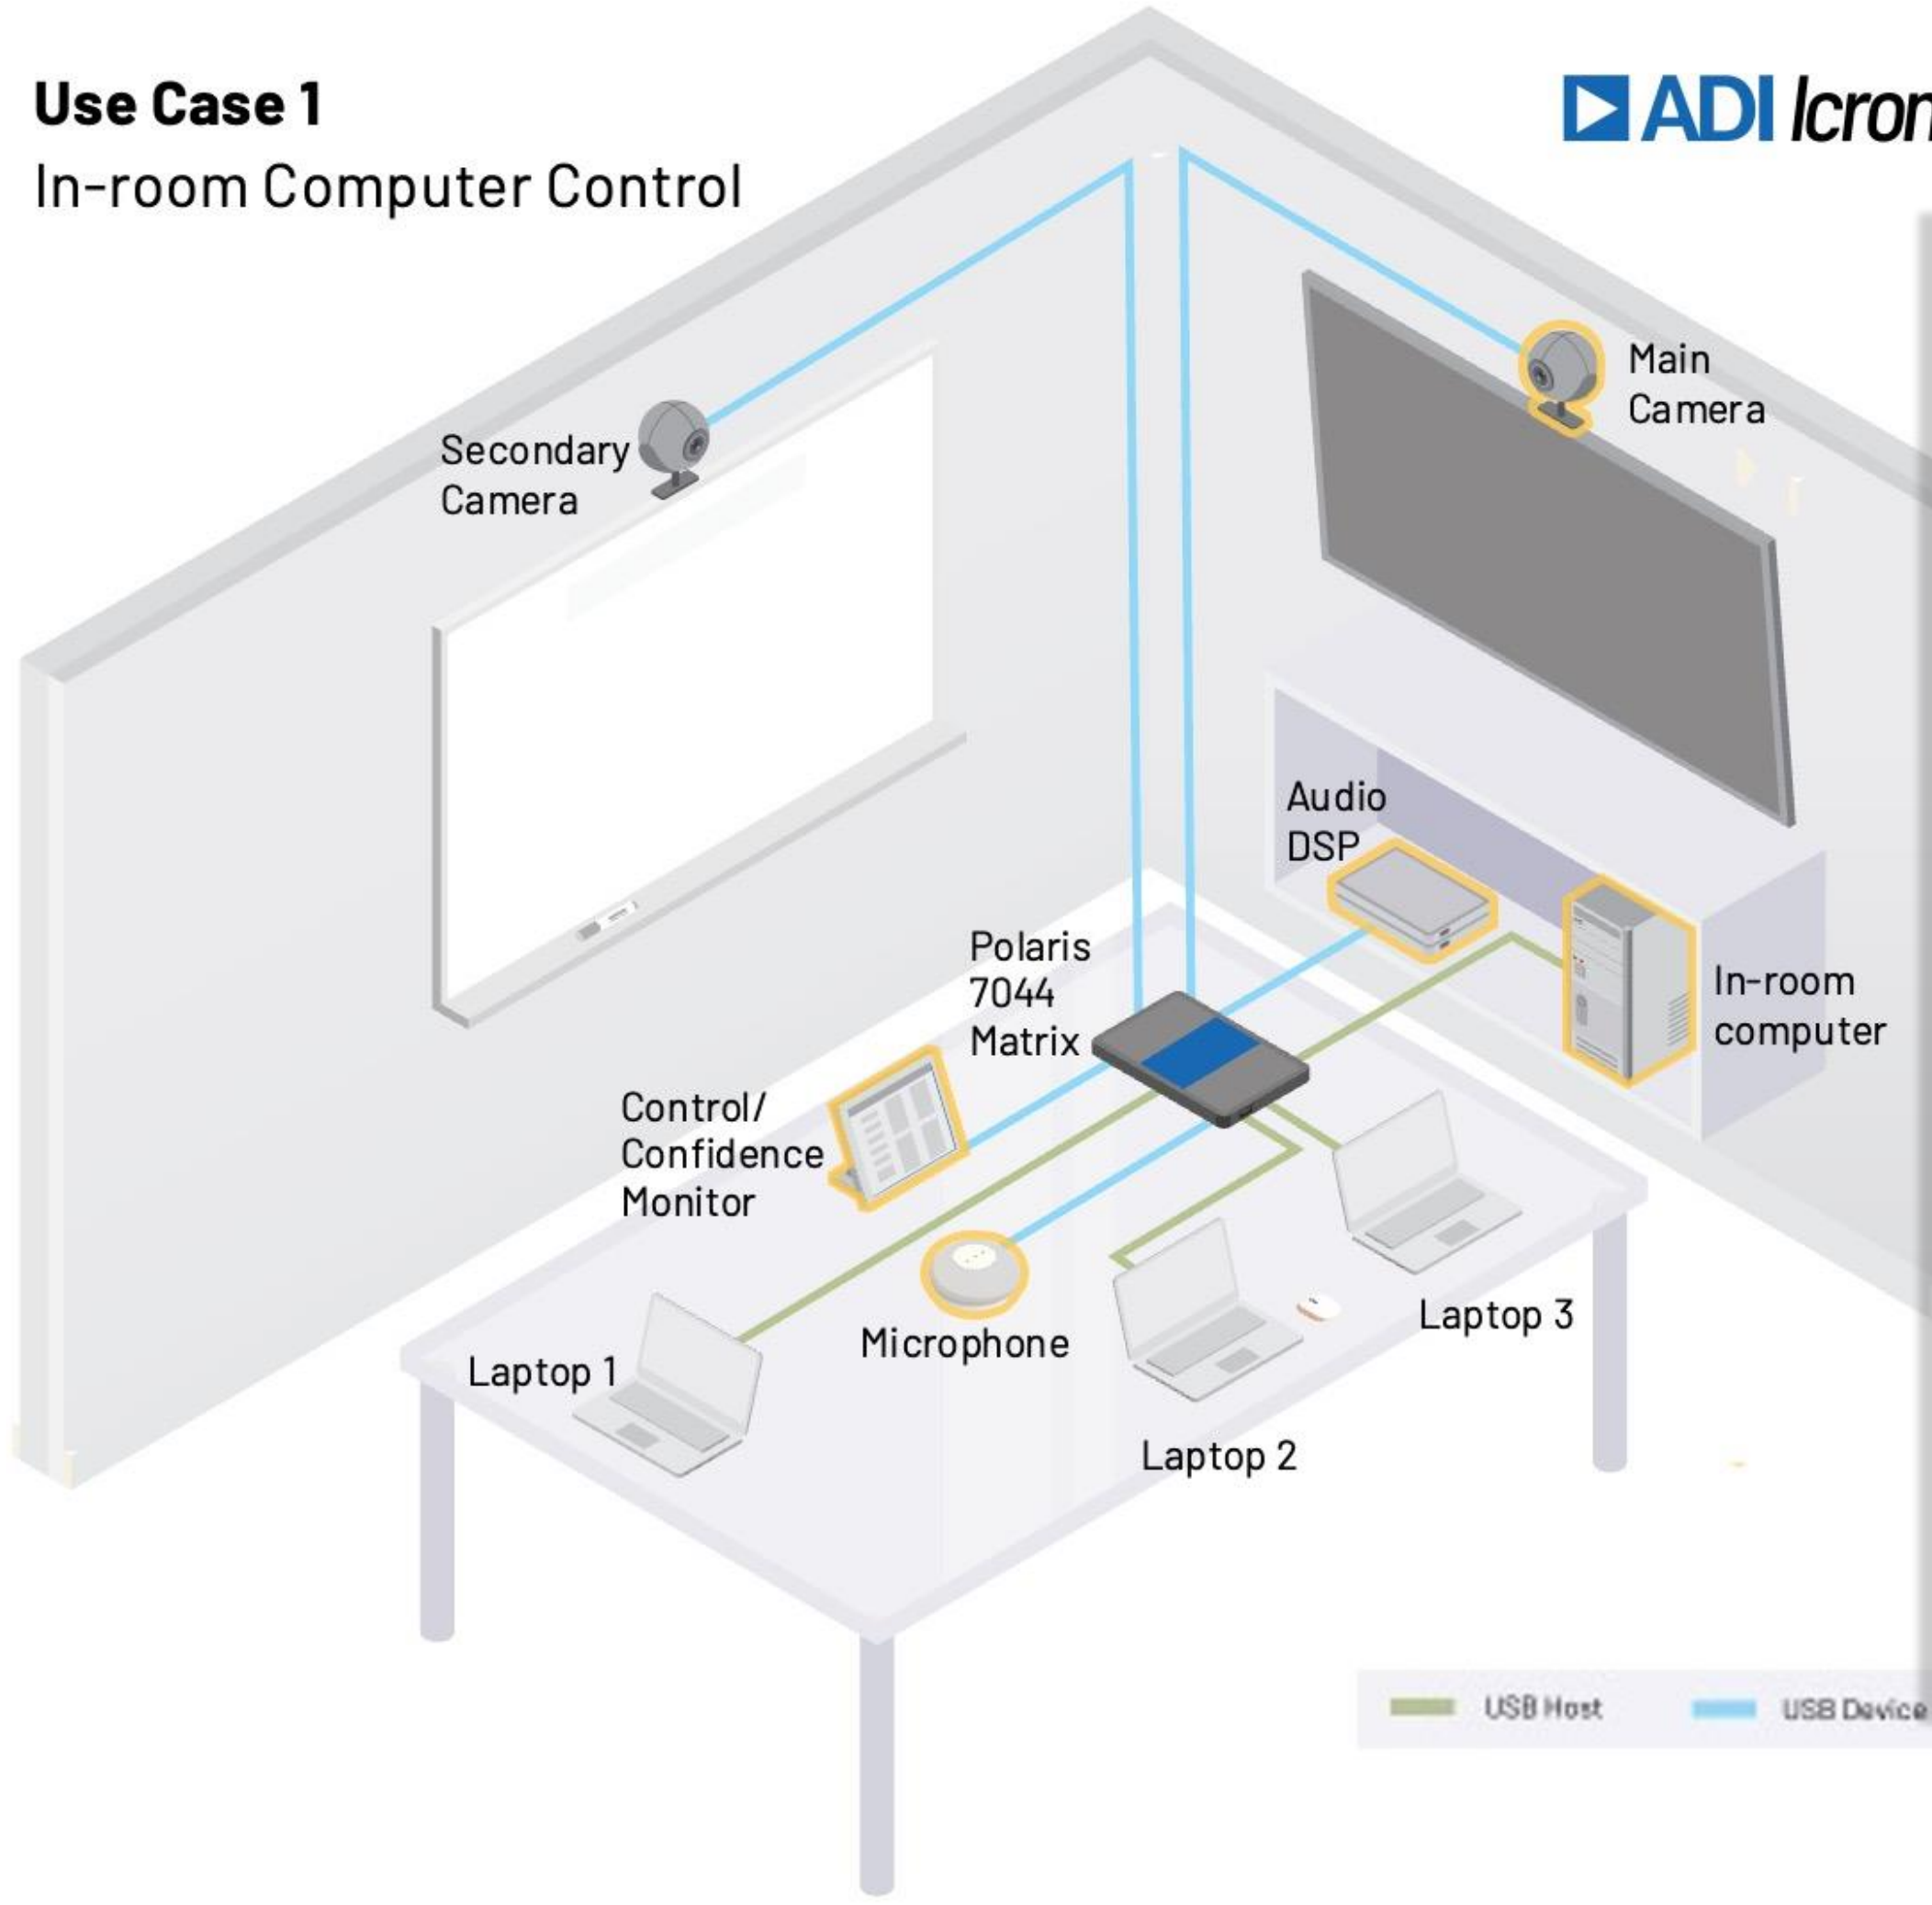 Use Case 1
In-room Computer Control
ADI Icron
Main
Camera
Secondary
Camera
Audio
DSP
Polaris
7044
Matrix
In-room
computer
Control/
Confidence
Monitor
Microphone
Laptop 1
Laptop 3
Laptop 2
USB Host
USB Device